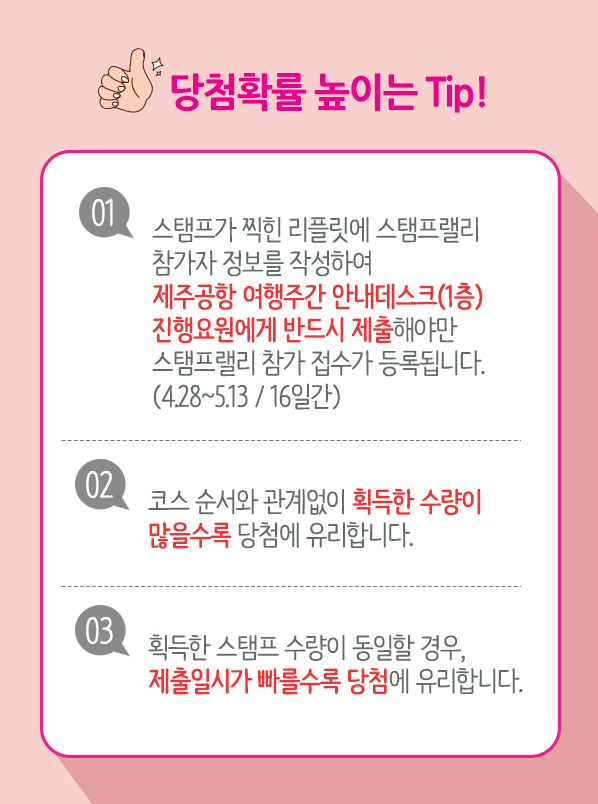 당첨확률 높이는 Tip!
01
스탬프가 찍힌 리플릿에 스탬프랠리
참가자 정보를 작성하여
제주공항 여행주간 안내데스크(1층)
진행요원에게 반드시 제출해야만
스탬프랠리 참가 접수가 등록됩니다.
(4.28~5.13 / 16일간)
02
코스 순서와 관계없이 획득한 수량이
많을수록 당첨에 유리합니다.
03
획득한 스탬프 수량이 동일할 경우,
제출일시가 빠를수록 당첨에 유리합니다.